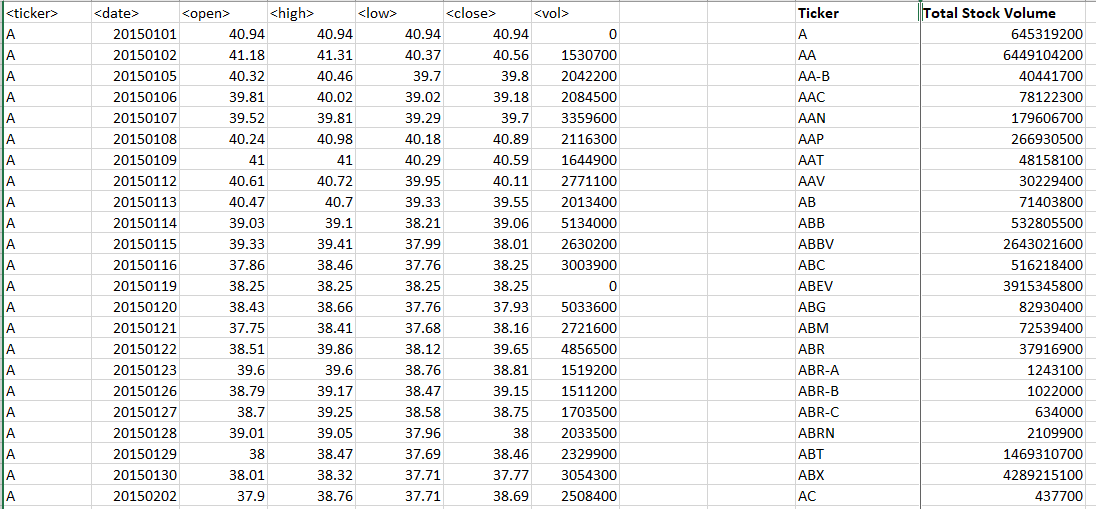 <ticker> <date> <open> <high> <low> <close> <vol> Ticker Total Stock Volume
A 20150101 40.94 40.94 40.94 40.94 0 A 645319200
A 20150102 41.18 41.31 40.37 40.56 1530700 AA 6449104200
A 20150105 40.32 40.46 39.7 39.8 2042200 AA-B 40441700
A 20150106 39.81 40.02 39.02 39.18 2084500 AAC 78122300
A 20150107 39.52 39.81 39.29 39.7 3359600 AAN 179606700
A 20150108 40.24 40.98 40.18 40.89 2116300 AAP 266930500
A 20150109 41 41 40.29 40.59 1644900 AAT 48158100
A 20150112 40.61 40.72 39.95 40.11 2771100 AAV 30229400
A 20150113 40.47 40.7 39.33 39.55 2013400 AB 71403800
A 20150114 39.03 39.1 38.21 39.06 5134000 ABB 532805500
A 20150115 39.33 39.41 37.99 38.01 2630200 ABBV 2643021600
A 20150116 37.86 38.46 37.76 38.25 3003900 ABC 516218400
A 20150119 38.25 38.25 38.25 38.25 0 ABEV 3915345800
A 20150120 38.43 38.66 37.76 37.93 5033600 ABG 82930400
A 20150121 37.75 38.41 37.68 38.16 2721600 ABM 72539400
A 20150122 38.51 39.86 38.12 39.65 4856500 ABR 37916900
A 20150123 39.6 39.6 38.76 38.81 1519200 ABR-A 1243100
A 20150126 38.79 39.17 38.47 39.15 1511200 ABR-B 1022000
A 20150127 38.7 39.25 38.58 38.75 1703500 ABR-C 634000
A 20150128 39.01 39.05 37.96 38 2033500 ABRN 2109900
A 20150129 38 38.47 37.69 38.46 2329900 ABT 1469310700
A 20150130 38.01 38.32 37.71 37.77 3054300 ABX 4289215100
A 20150202 37.9 38.76 37.71 38.69 2508400 AC 437700